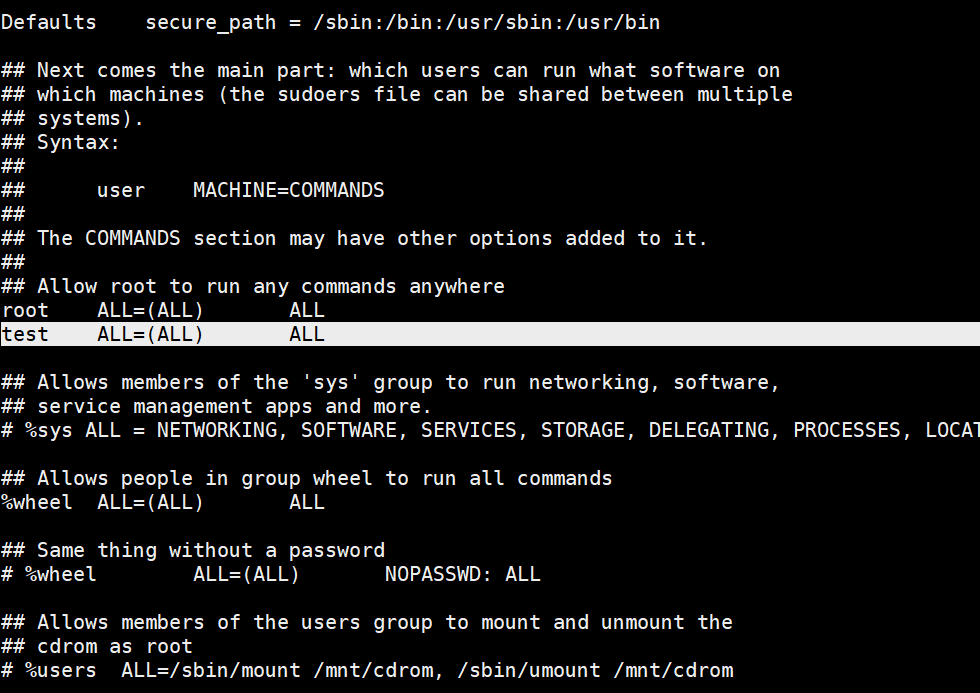 Defaults    secure_path = /sbin:/bin:/usr/sbin:/usr/bin
## Next comes the main part: which users can run what software on
## which machines (the sudoers file can be shared between multiple
## systems).
## Syntax:
##
##      user    MACHINE=COMMANDS
##
## The COMMANDS section may have other options added to it.
##
## Allow root to run any commands anywhere
root    ALL=(ALL)       ALL
test    ALL=(ALL)       ALL
## Allows members of the 'sys' group to run networking, software,
## service management apps and more.
# %sys ALL = NETWORKING, SOFTWARE, SERVICES, STORAGE, DELEGATING, PROCESSES, LOCAT
## Allows people in group wheel to run all commands
%wheel  ALL=(ALL)       ALL
## Same thing without a password
# %wheel        ALL=(ALL)       NOPASSWD: ALL
## Allows members of the users group to mount and unmount the
## cdrom as root
# %users  ALL=/sbin/mount /mnt/cdrom, /sbin/umount /mnt/cdrom